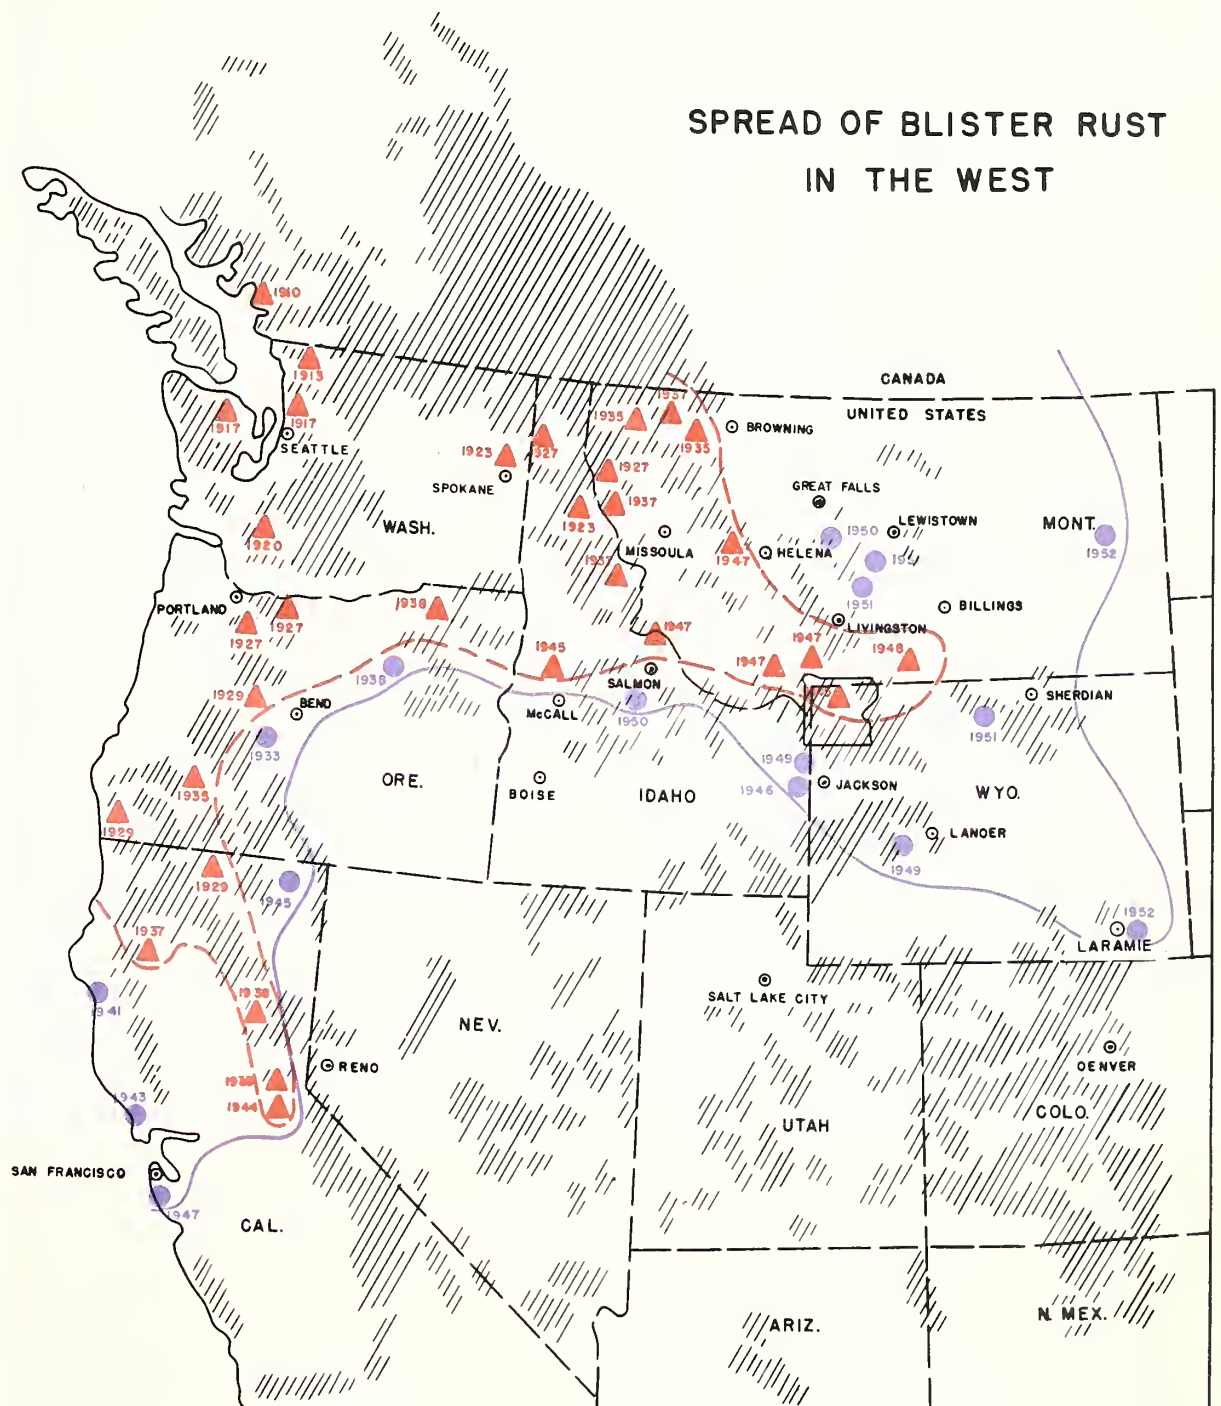 SPREAD OF BLISTER RUST
IN THE WEST
1910
1913
CANADA
UNITED STATES
1917
1917
SEATTLE
1935
1937
1935
BROWNING
1923
1927
SPOKANE
1927
GREAT FALLS
1937
1923
1920
WASH.
MISSOULA
1947
HELENA
1950
LEWISTOWN
MONT.
1952
1937
1951
PORTLAND
1927
1927
1938
BILLINGS
LIVINGSTON
1947
1945
1947
1947
1948
1938
SALMON
1929
BEND
McCALL
1950
SHERDIAN
1933
1951
1949
1935
ORE.
BOISE
IDAHO
1946
JACKSON
WYO.
1929
LANDER
1949
1929
1945
1952
LARAMIE
1937
SALT LAKE CITY
1941
1938
NEV.
RENO
DENVER
1943
1944
COLO.
UTAH
SAN FRANCISCO
1947
CAL.
ARIZ.
N. MEX.